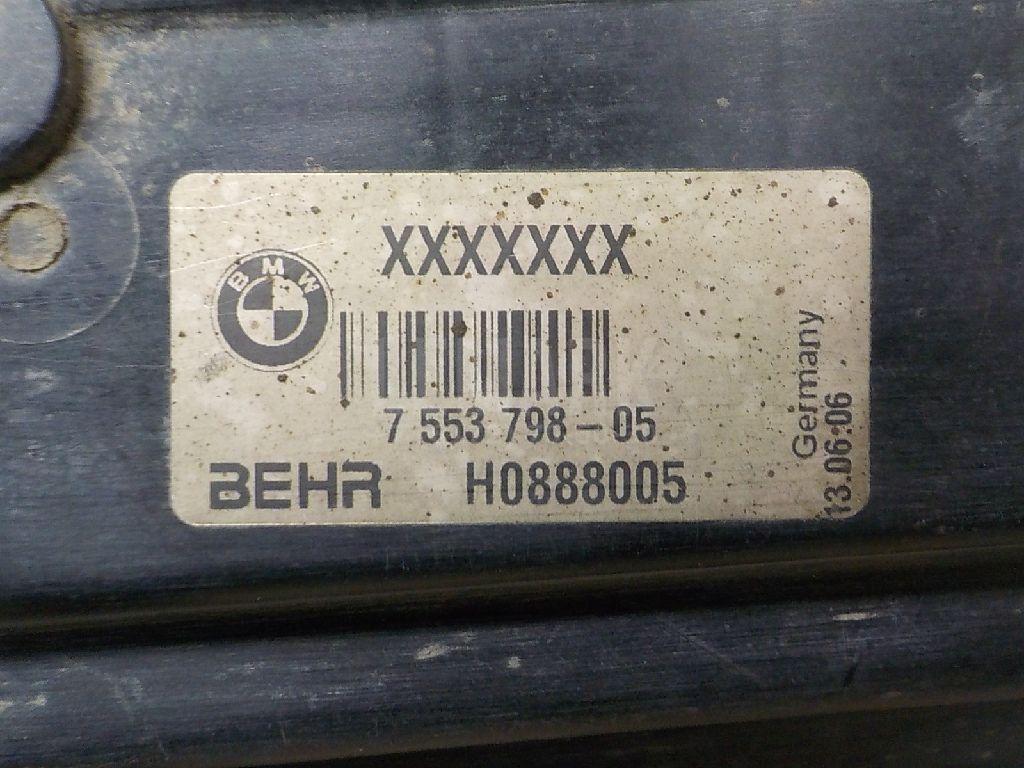 XXXXXXX
BMW
7 553 798 – 05
BEHR H0888005
Germany
13.06.06